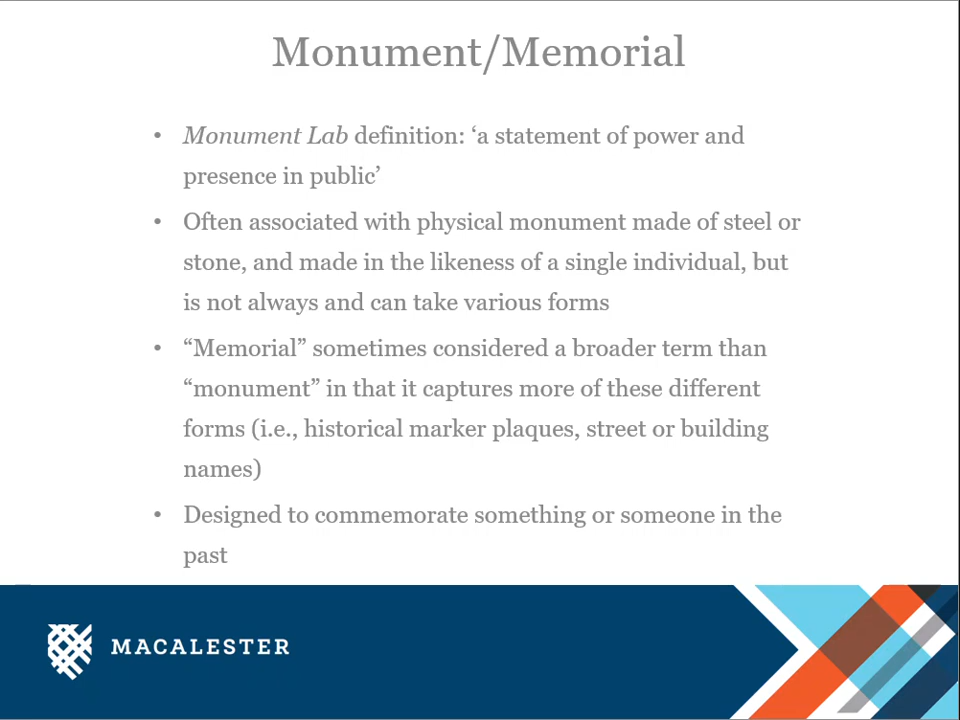 Monument/Memorial
• Monument Lab definition: ‘a statement of power and
presence in public’
• Often associated with physical monument made of steel or
stone, and made in the likeness of a single individual, but
is not always and can take various forms
• “Memorial” sometimes considered a broader term than
“monument” in that it captures more of these different
forms (i.e., historical marker plaques, street or building
names)
• Designed to commemorate something or someone in the
past
MACALESTER